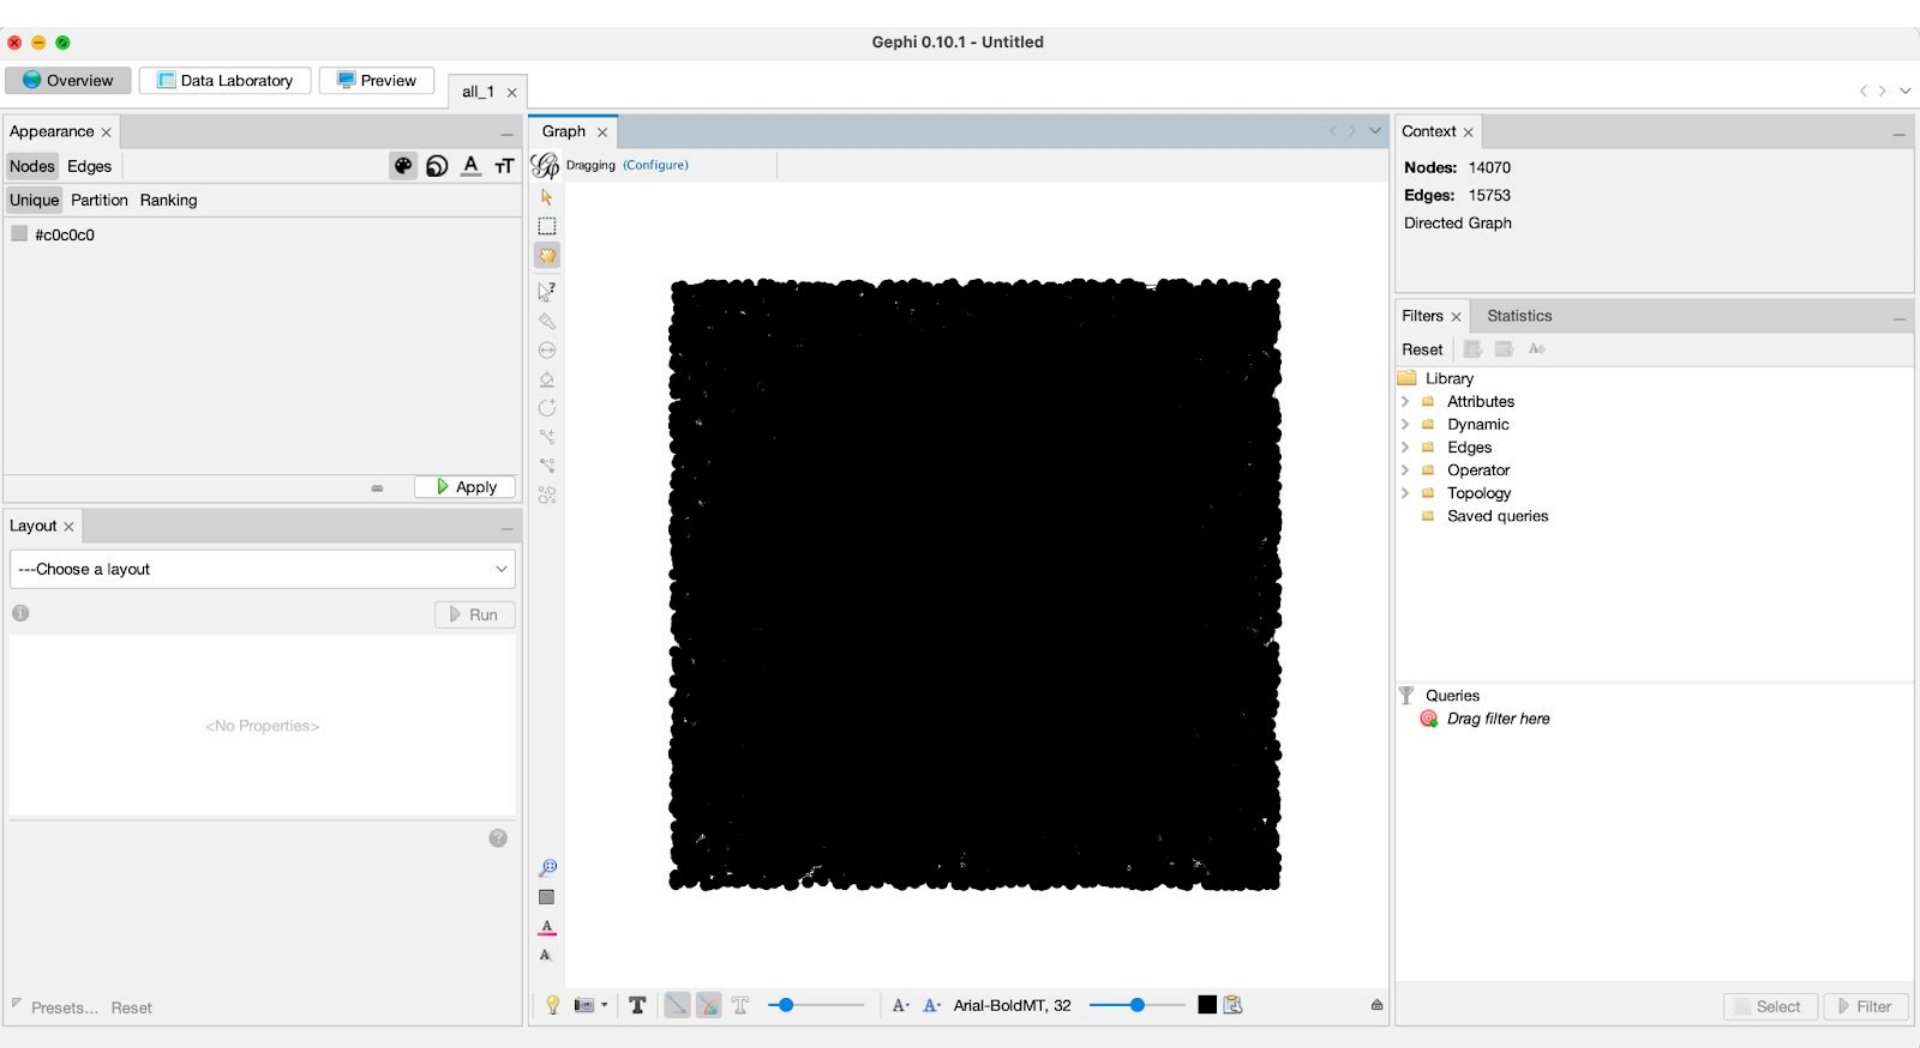 Gephi 0.10.1 - Untitled
Overview
Data Laboratory
Preview
all_1
Appearance
Nodes Edges
Unique Partition Ranking
#c0c0c0
Apply
Layout
---Choose a layout
Run
<No Properties>
Presets... Reset
Graph
Dragging (Configure)
Arial-BoldMT, 32
Context
Nodes: 14070
Edges: 15753
Directed Graph
Filters Statistics
Reset
Library
Attributes
Dynamic
Edges
Operator
Topology
Saved queries
Queries
Drag filter here
Select
Filter